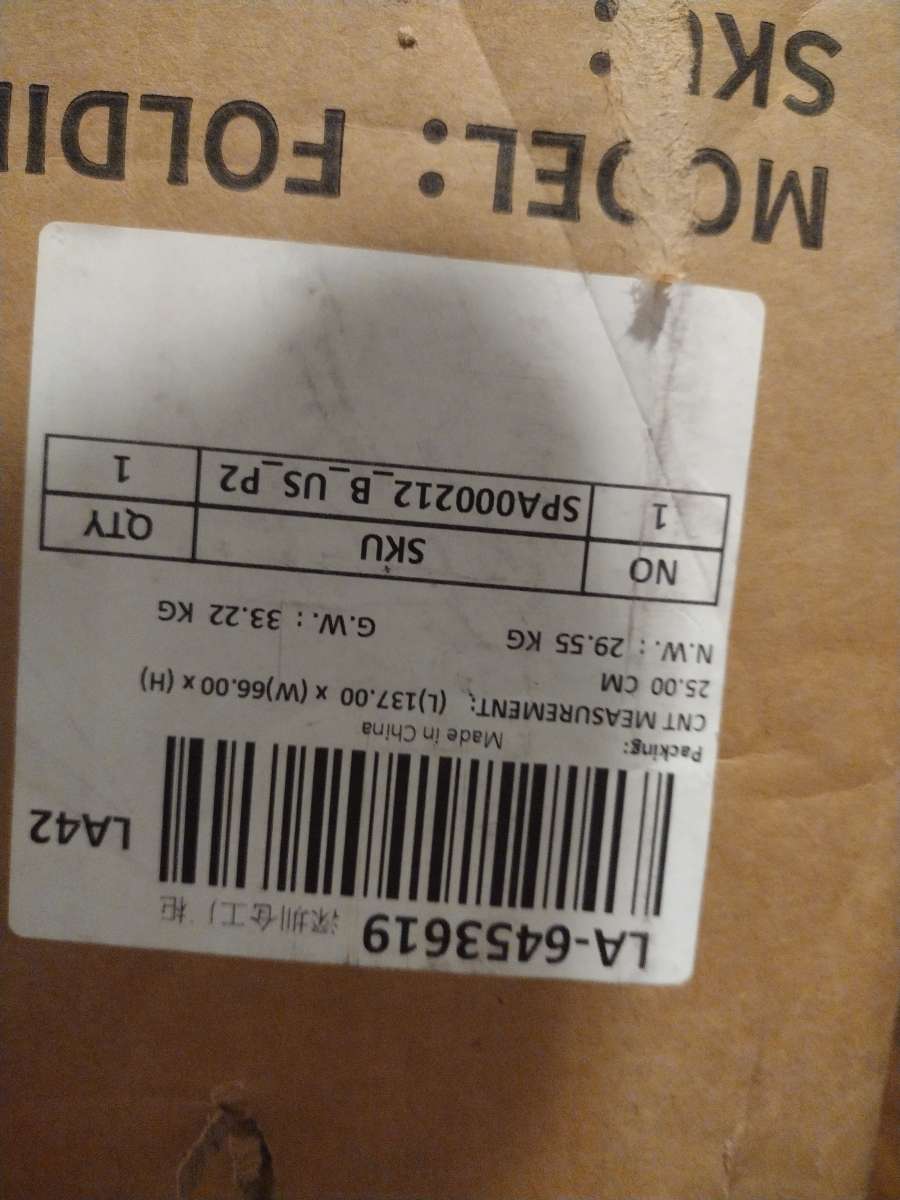 LA-6453619 深圳仓工厂柜
LA42
Packing: Made in China
CNT MEASUREMENT: (L)137.00 x (W)66.00 x (H)
25.00 CM
N.W.: 29.55 KG G.W.: 33.22 KG
NO SKU QTY
1 SPA000212_B_US_P2 1
MODEL: FOLDI
SKU: